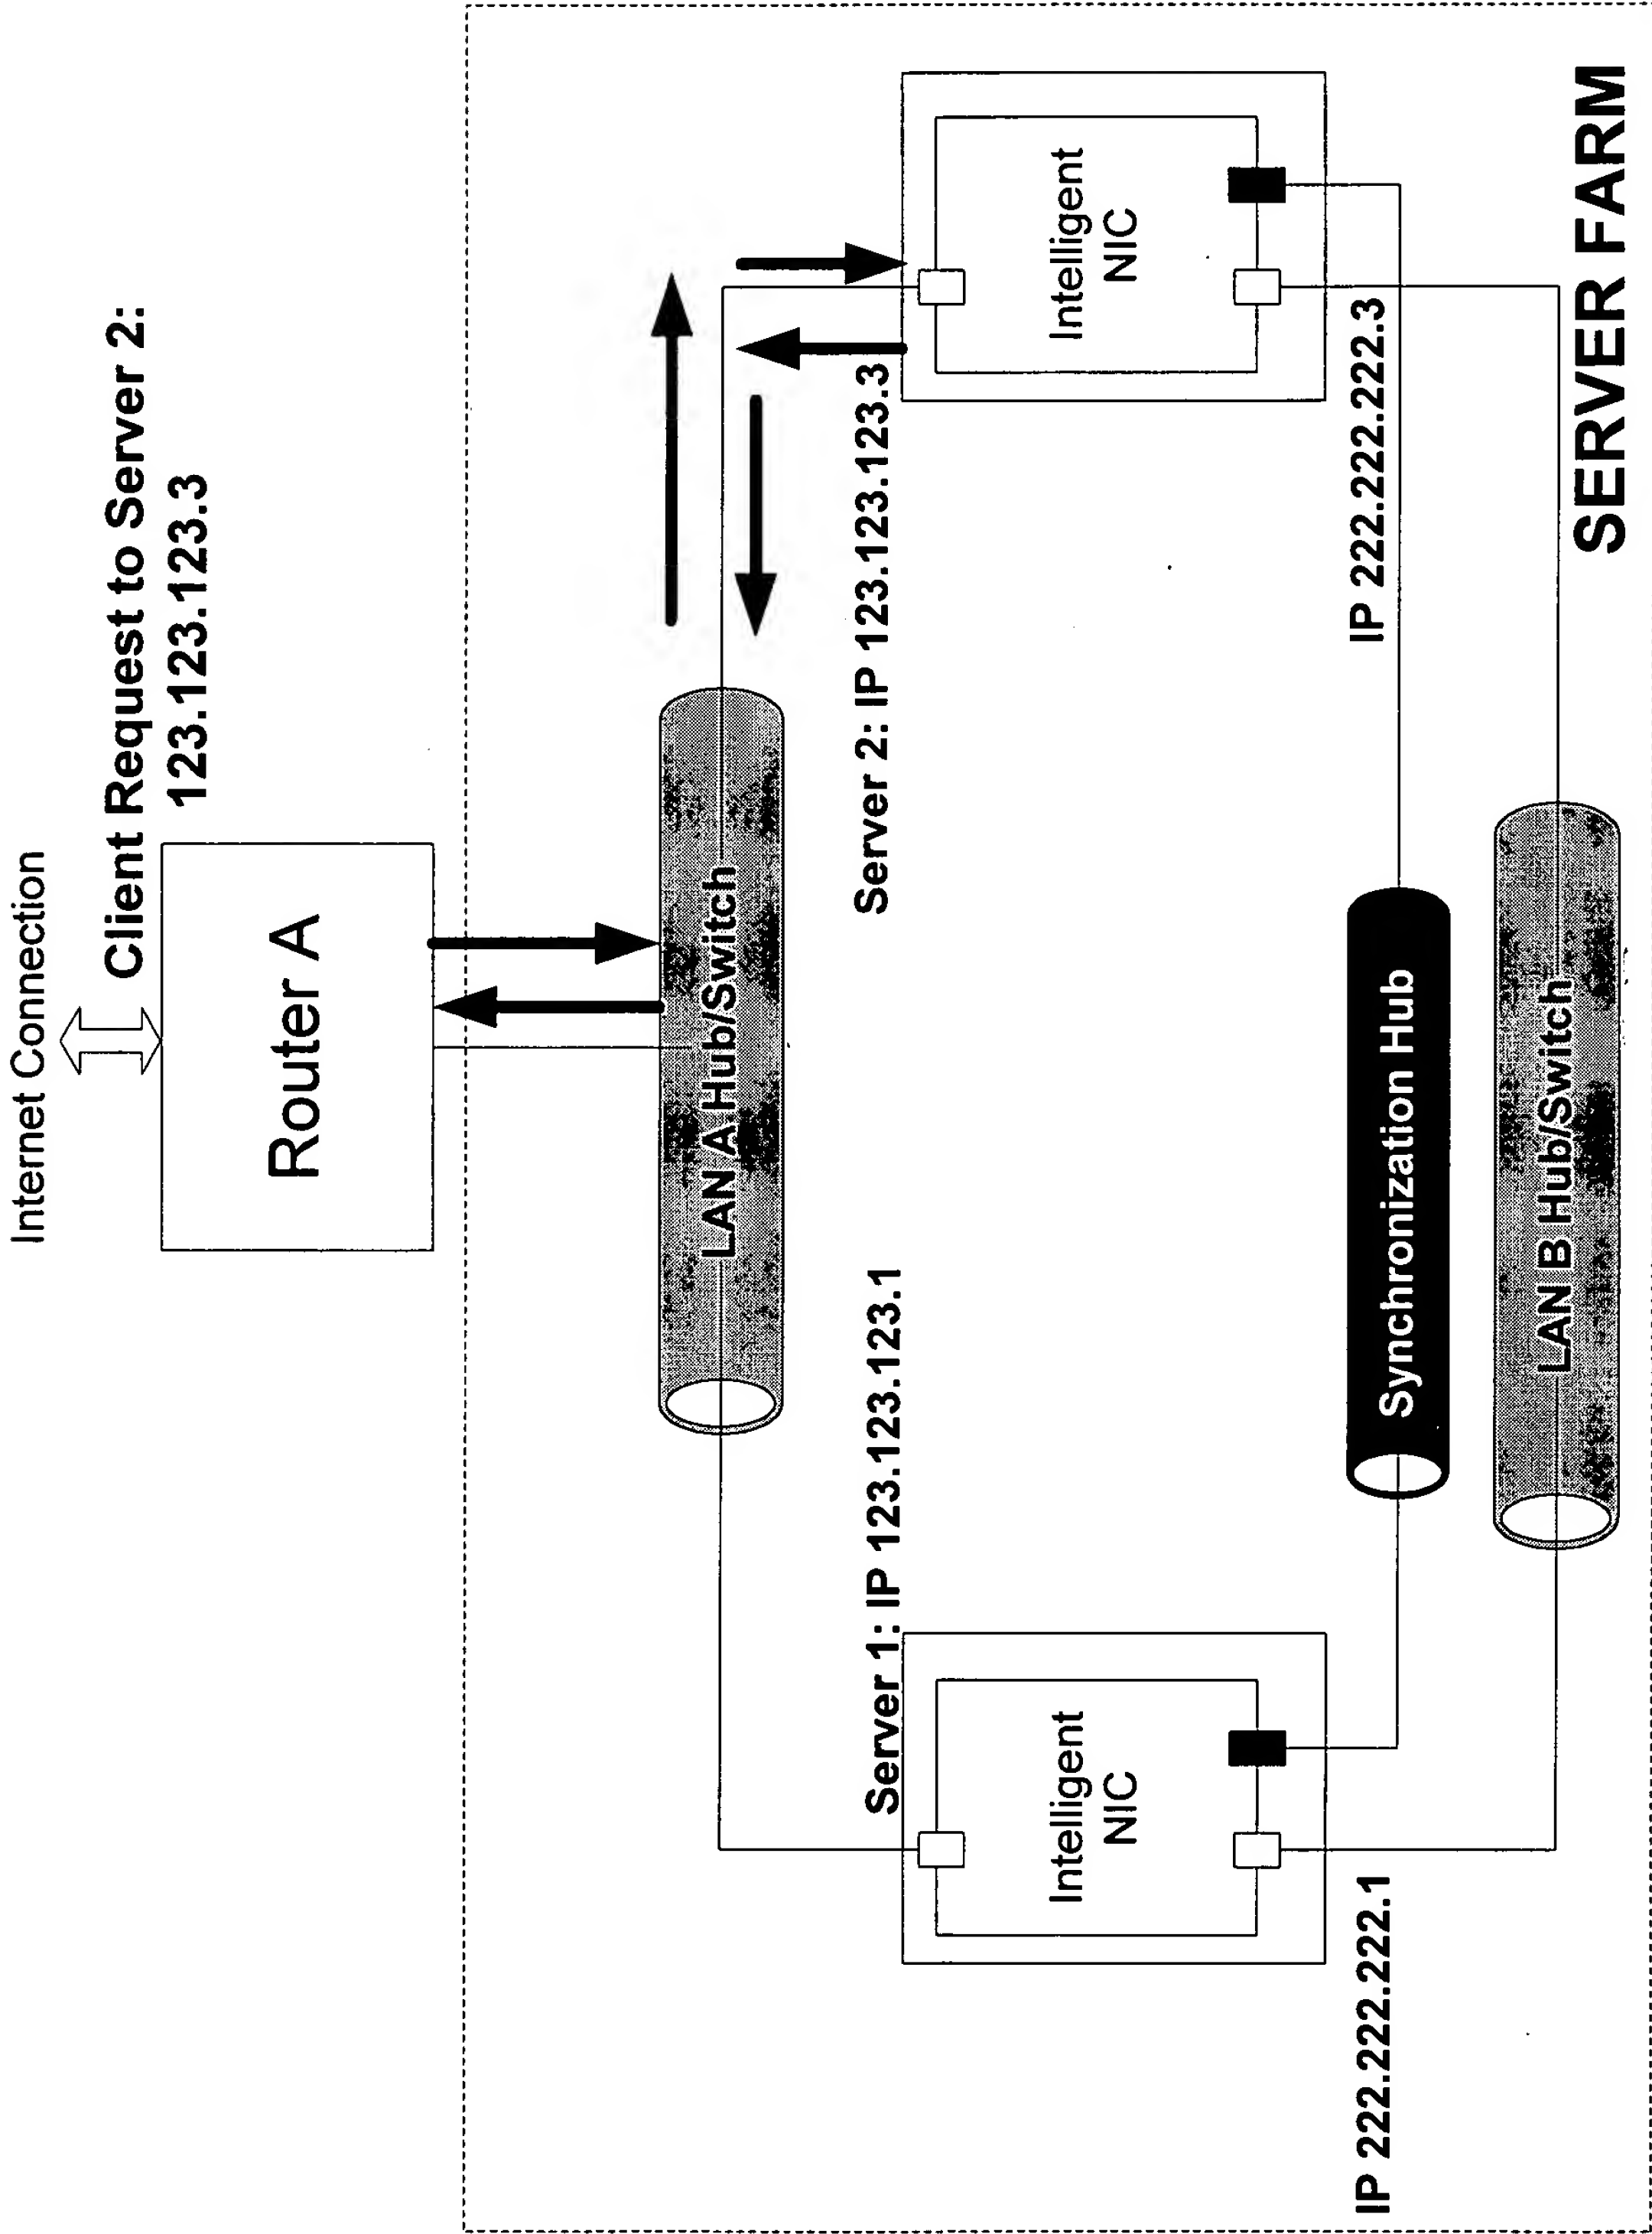 Internet Connection
Client Request to Server 2:
123.123.123.3
Router A
LAN A Hub/Switch
Server 1: IP 123.123.123.1
Server 2: IP 123.123.123.3
Intelligent
NIC
Intelligent
NIC
IP 222.222.222.1
IP 222.222.222.3
Synchronization Hub
LAN B Hub/Switch
SERVER FARM